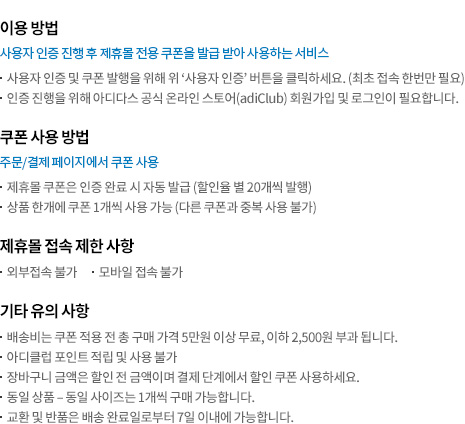 이용 방법
사용자 인증 진행 후 제휴몰 전용 쿠폰을 발급 받아 사용하는 서비스
· 사용자 인증 및 쿠폰 발행을 위해 위 ‘사용자 인증’ 버튼을 클릭하세요. (최초 접속 한번만 필요)
· 인증 진행을 위해 아디다스 공식 온라인 스토어(adiClub) 회원가입 및 로그인이 필요합니다.
쿠폰 사용 방법
주문/결제 페이지에서 쿠폰 사용
· 제휴몰 쿠폰은 인증 완료 시 자동 발급 (할인율 별 20개씩 발행)
· 상품 한개에 쿠폰 1개씩 사용 가능 (다른 쿠폰과 중복 사용 불가)
제휴몰 접속 제한 사항
· 외부접속 불가 · 모바일 접속 불가
기타 유의 사항
· 배송비는 쿠폰 적용 전 총 구매 가격 5만원 이상 무료, 이하 2,500원 부과 됩니다.
· 아디클럽 포인트 적립 및 사용 불가
· 장바구니 금액은 할인 전 금액이며 결제 단계에서 할인 쿠폰 사용하세요.
· 동일 상품 – 동일 사이즈는 1개씩 구매 가능합니다.
· 교환 및 반품은 배송 완료일로부터 7일 이내에 가능합니다.